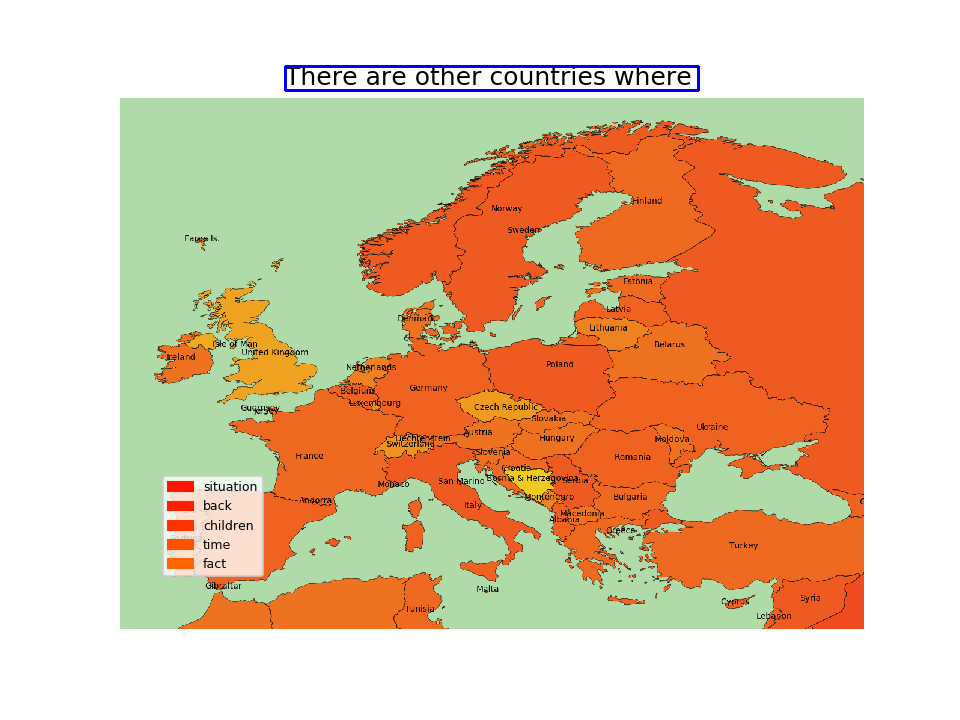 There are other countries where
Faroe Is.
Norway
Finland
Sweden
Estonia
Latvia
Denmark
Lithuania
Isle of Man
Belarus
United Kingdom
Ireland
Netherlands
Poland
Germany
Belgium
Luxembourg
Guernsey
Czech Republic
Slovakia
Ukraine
Austria
Liechtenstein
Hungary
Moldova
Switzerland
Slovenia
France
Romania
Croatia
Bosnia & Herzegovina
San Marino
Monaco
Montenegro
Bulgaria
Andorra
Italy
Macedonia
Albania
Greece
Turkey
situation
back
children
time
fact
Gibraltar
Malta
Syria
Cyprus
Tunisia
Lebanon